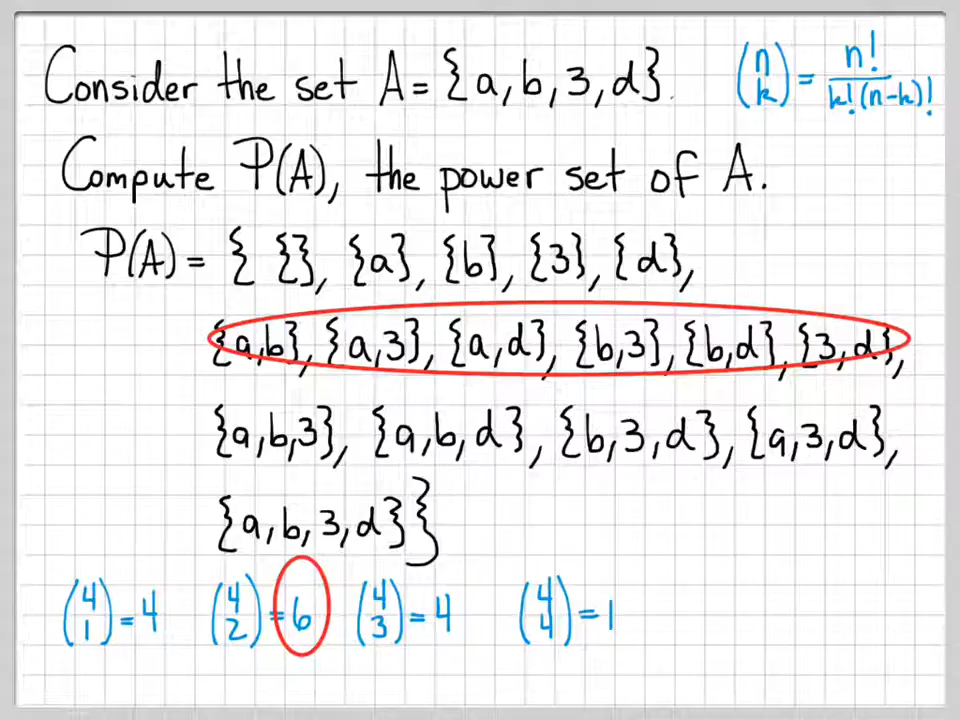 Consider the set A = {a, b, 3, d}. (n k) = n! / k!(n-k)!
Compute P(A), the power set of A.
P(A) = { {}, {a}, {b}, {3}, {d},
{a,b}, {a,3}, {a,d}, {b,3}, {b,d}, {3,d},
{a,b,3}, {a,b,d}, {b,3,d}, {a,3,d},
{a,b,3,d}}
(4 1) = 4 (4 2) = 6 (4 3) = 4 (4 4) = 1